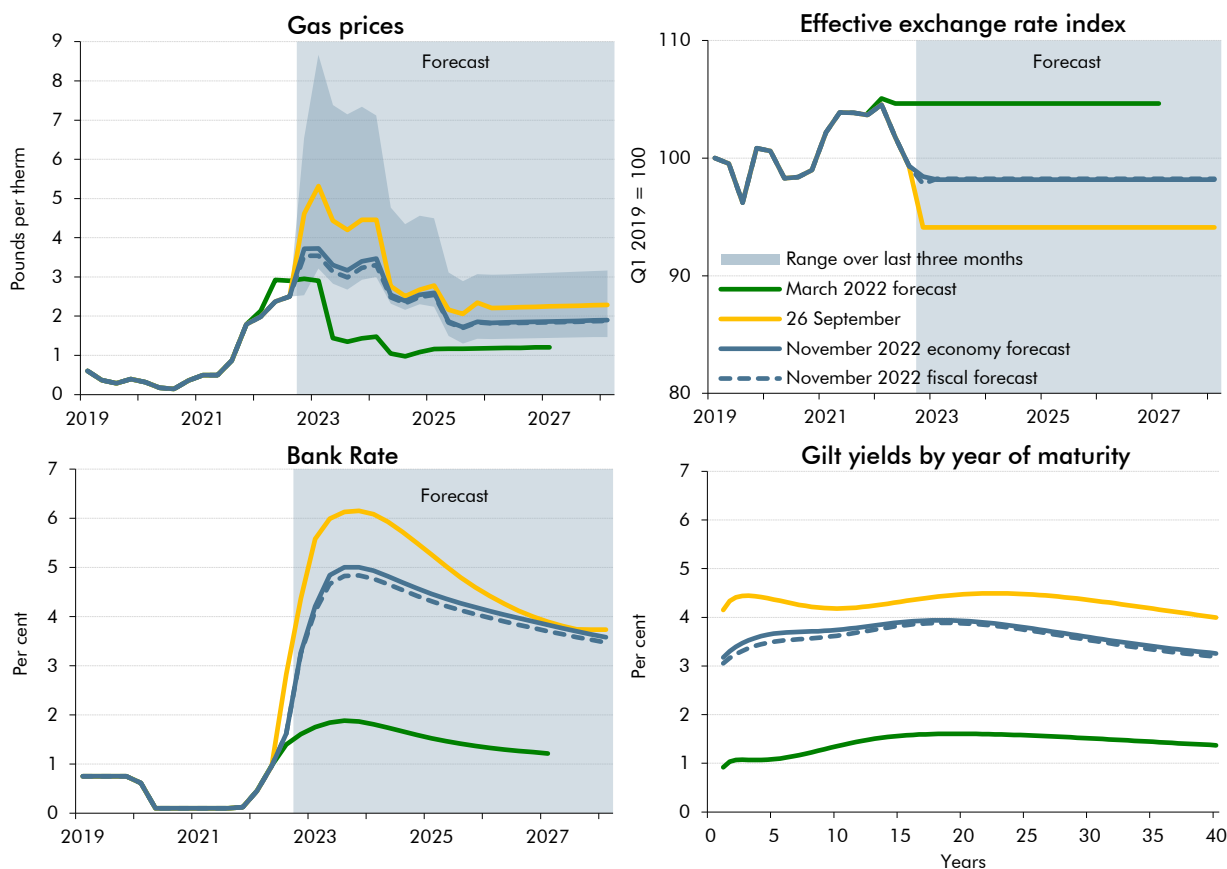 Gas prices
Pounds per therm
9
8
7
6
5
4
3
2
1
0
Forecast
2019 2021 2023 2025 2027
Effective exchange rate index
Q1 2019 = 100
110
100
90
80
Forecast
Range over last three months
March 2022 forecast
26 September
November 2022 economy forecast
November 2022 fiscal forecast
2019 2021 2023 2025 2027
Bank Rate
Per cent
7
6
5
4
3
2
1
0
Forecast
2019 2021 2023 2025 2027
Gilt yields by year of maturity
Per cent
7
6
5
4
3
2
1
0
0 5 10 15 20 25 30 35 40
Years